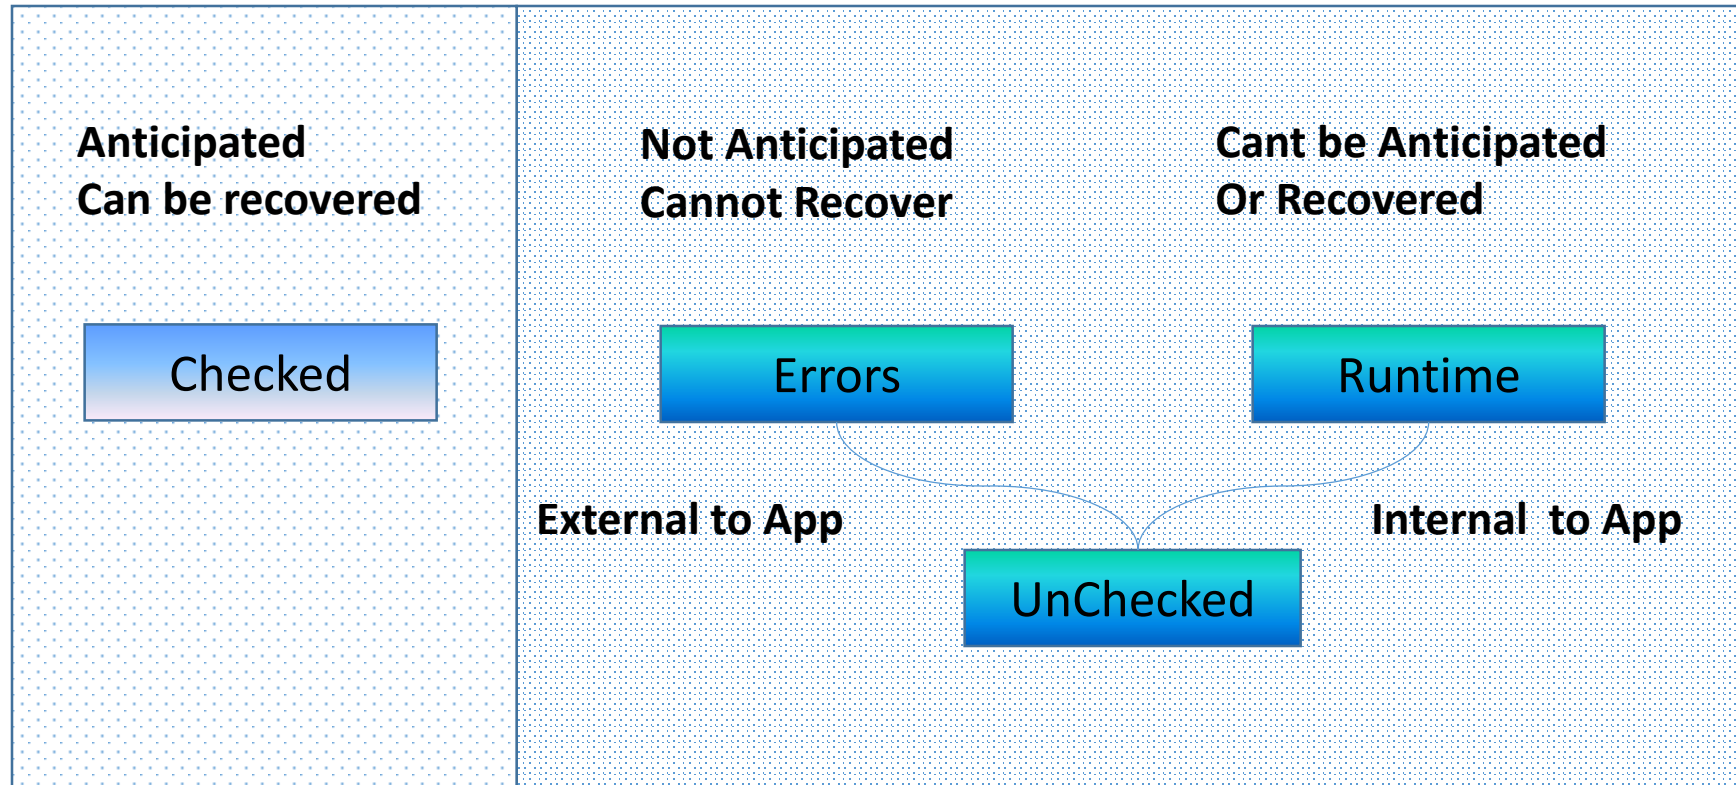 Anticipated
Can be recovered
Not Anticipated
Cannot Recover
Cant be Anticipated
Or Recovered
Checked
Errors
Runtime
External to App
Internal  to App
UnChecked